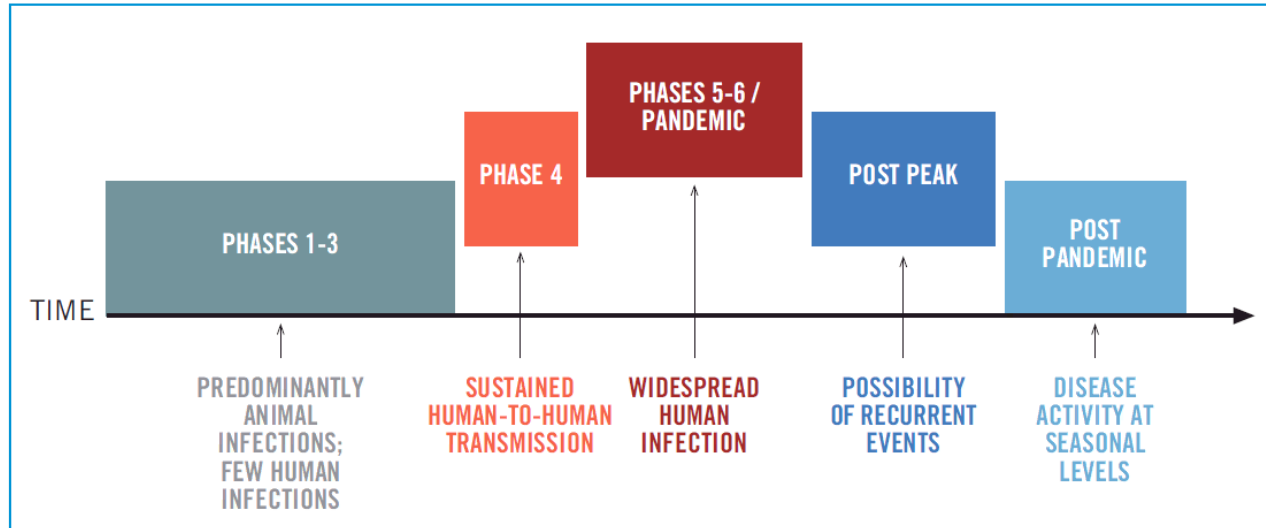 PHASES 5-6 /
PANDEMIC
PHASE 4
POST PEAK
PHASES 1-3
POST
PANDEMIC
TIME
PREDOMINANTLY
ANIMAL
INFECTIONS;
FEW HUMAN
INFECTIONS
SUSTAINED
HUMAN-TO-HUMAN
TRANSMISSION
WIDESPREAD
HUMAN
INFECTION
POSSIBILITY
OF RECURRENT
EVENTS
DISEASE
ACTIVITY AT
SEASONAL
LEVELS